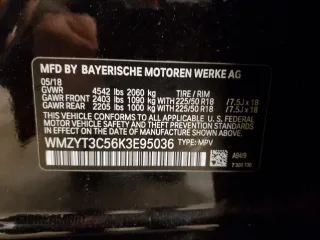 MFD BY BAYERISCHE MOTOREN WERKE AG
05/18
GVWR 4542 lbs 2060 kg TIRE / RIM
GAWR FRONT 2403 lbs 1090 kg WITH 225/50 R18 / 7.5J x 18
GAWR REAR 2205 lbs 1000 kg WITH 225/50 R18 / 7.5J x 18
THIS VEHICLE CONFORMS TO ALL APPLICABLE U.S.
FEDERAL MOTOR VEHICLE SAFETY, BUMPER, AND THEFT
PREVENTION STANDARDS IN EFFECT ON THE DATE OF
MANUFACTURE SHOWN ABOVE.
WMZYT3C56K3E95036 TYPE: MPV